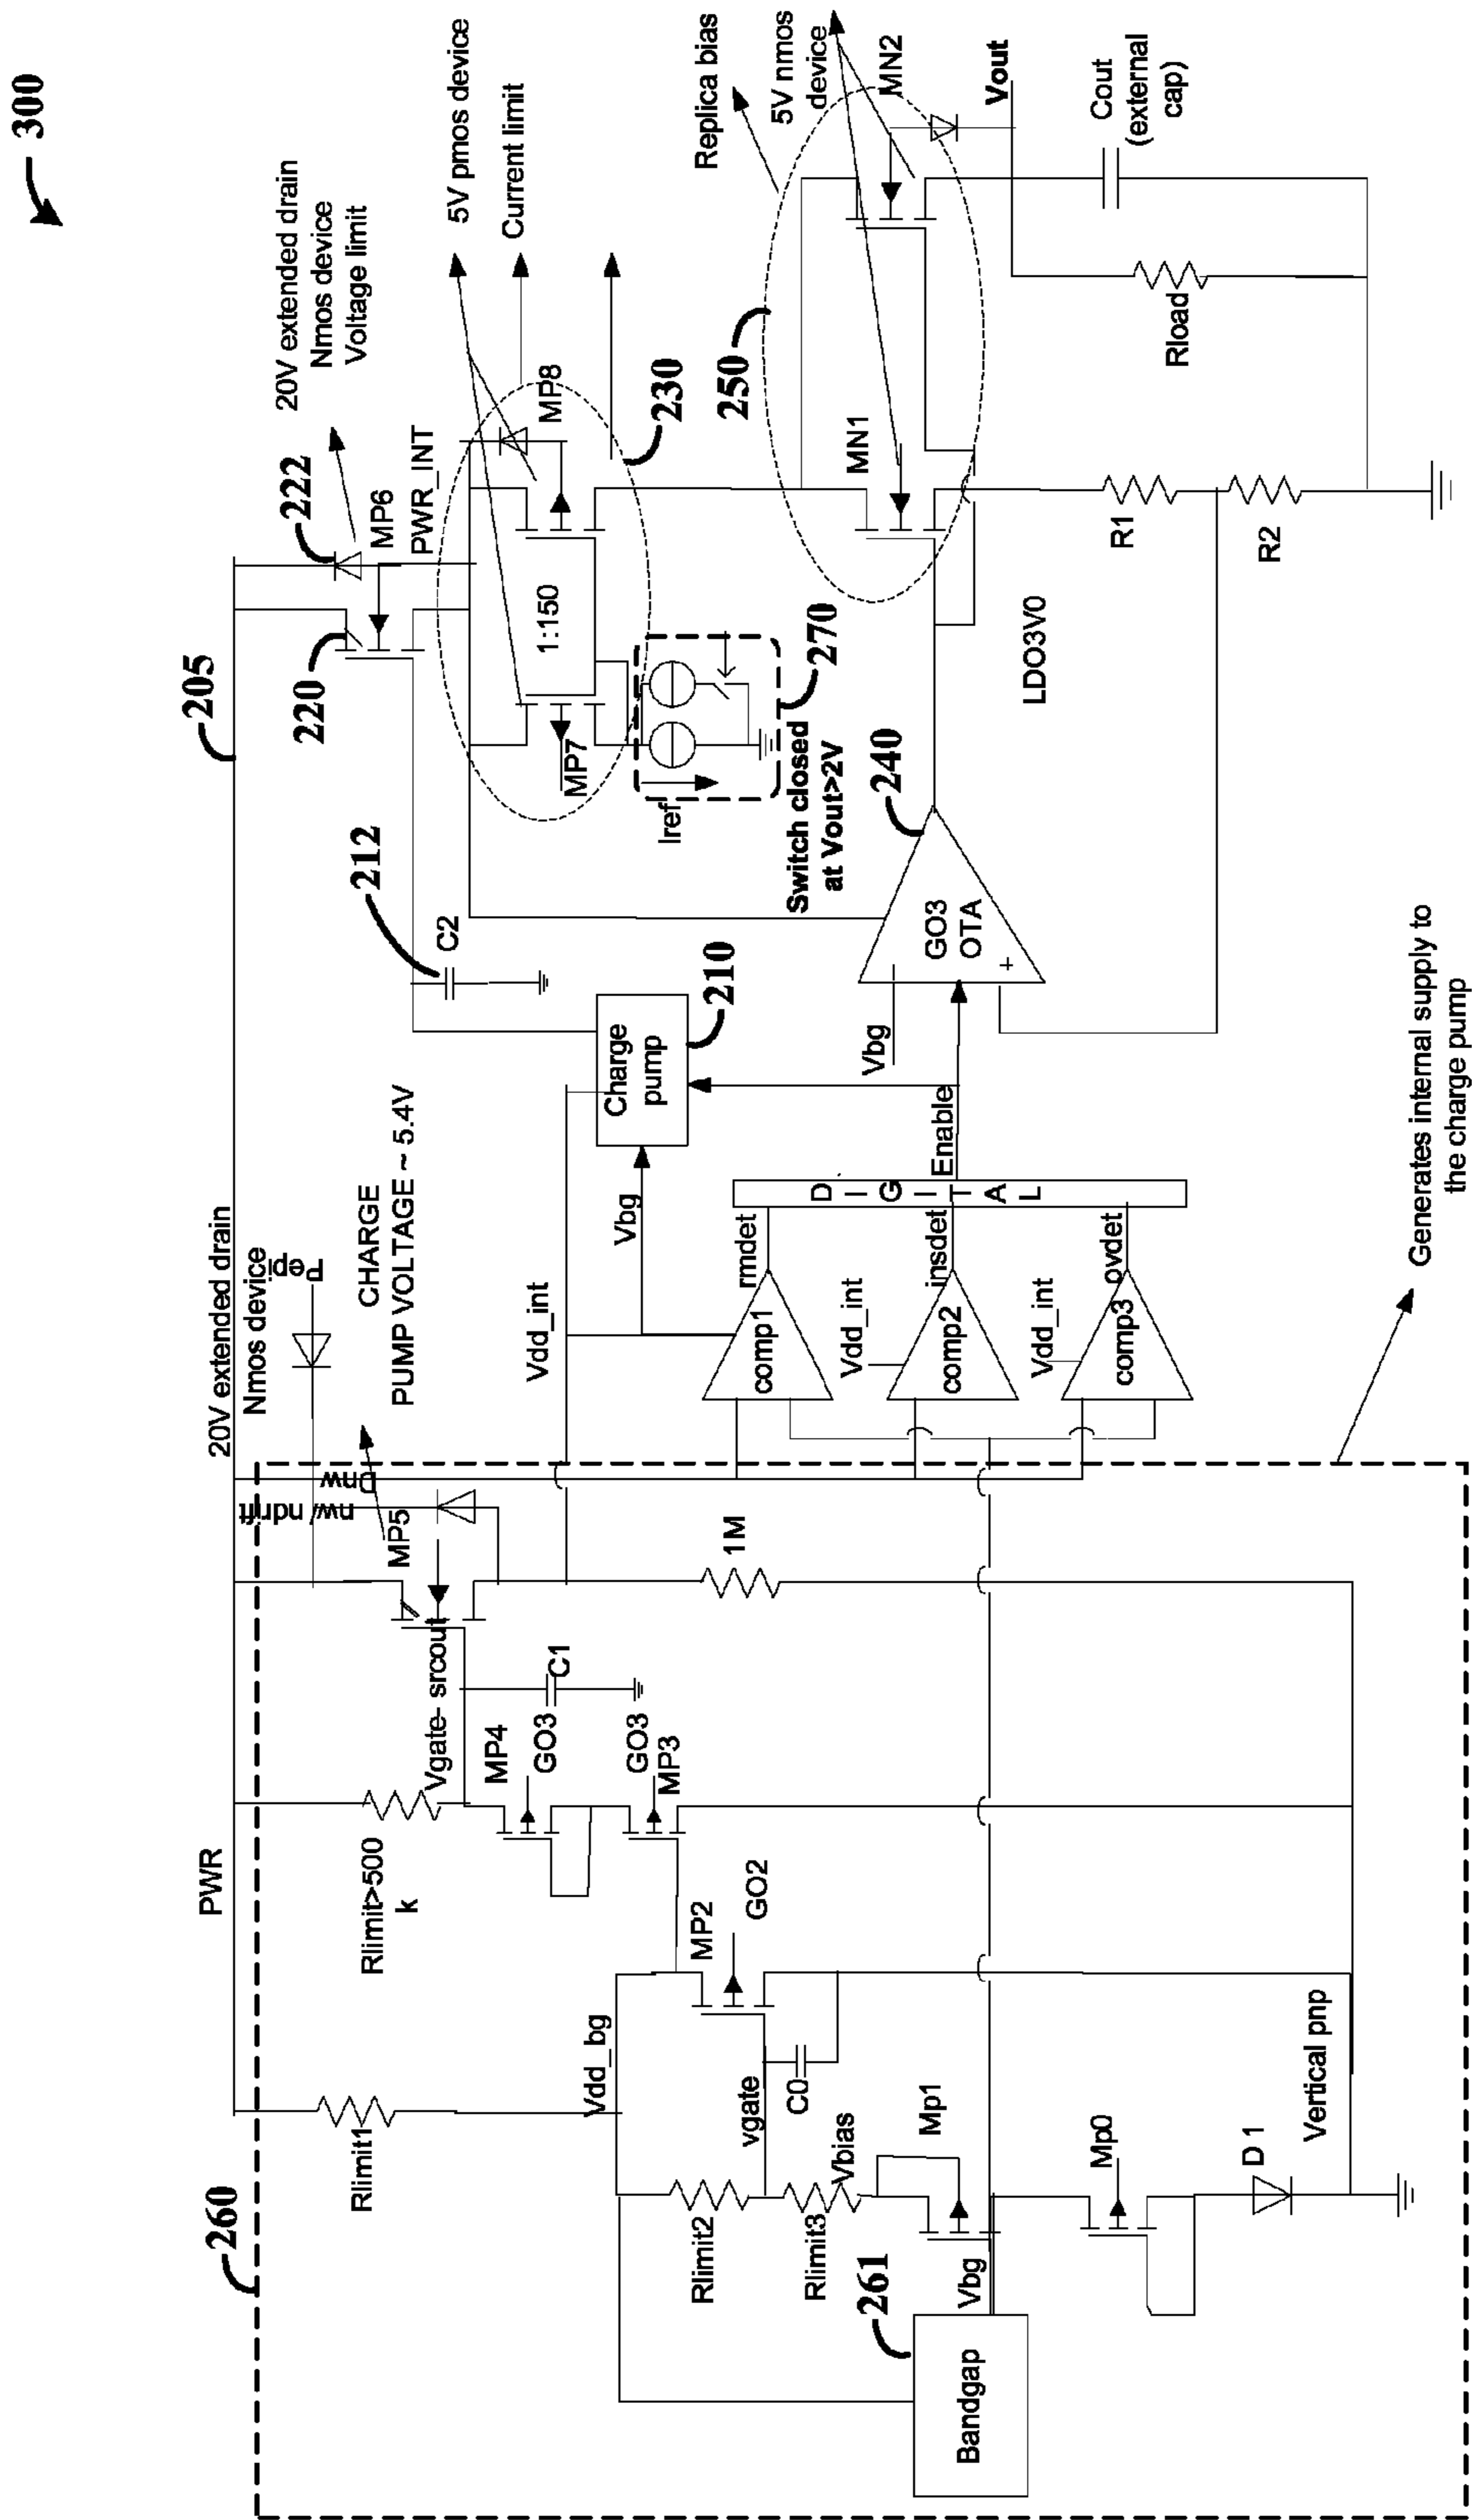 300
205
PWR
20V extended drain
Nmos device
Pepi
CHARGE
PUMP VOLTAGE ~ 5.4V
nw/ ndrift
Dnw
MP5
260
Rlimit1
Rlimit>500
k
Vgate- srcout
C1
MP4
GO3
GO3
MP3
1M
Vdd_bg
MP2
GO2
vgate
C0
Rlimit2
Rlimit3
Vbias
Mp1
261
Vbg
Bandgap
Mp0
D 1
Vertical pnp
Vdd_int
Vbg
comp1
rmdet
Vdd_int
comp2
insdet
Vdd_int
comp3
ovdet
DIGITAL
Enable
Generates internal supply to
the charge pump
Charge
pump
210
212
C2
220
222
MP6
20V extended drain
Nmos device
Voltage limit
PWR_INT
5V pmos device
Current limit
MP8
230
1:150
MP7
Iref
270
Switch closed
at Vout>2V
240
Vbg
GO3
OTA
–
+
LDO3V0
250
Replica bias
5V nmos
device
MN2
MN1
R1
R2
Vout
Rload
Cout
(external
cap)